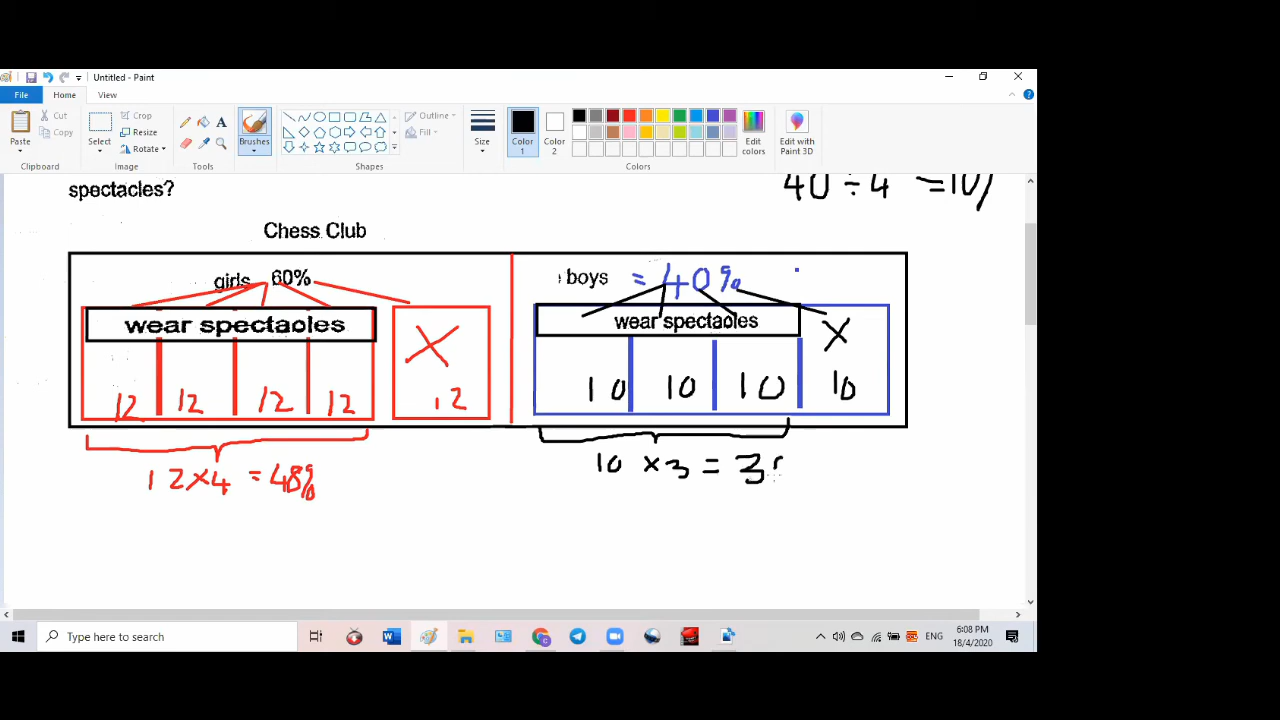 Untitled - Paint
File Home View
Paste
Cut
Copy
Clipboard
Select
Crop
Resize
Rotate
Image
A
Tools
Brushes
Outline
Fill
Shapes
Size
Color 1
Color 2
Edit colors
Edit with Paint 3D
Colors
spectacles?
40 ÷ 4 = 10
Chess Club
girls 60%
boys = 40%
wear spectacles
wear spectacles
X
X
12 12 12 12 12
10 10 10 10
12 x 4 = 48%
10 x 3 = 3
Type here to search
ENG
6:08 PM
18/4/2020